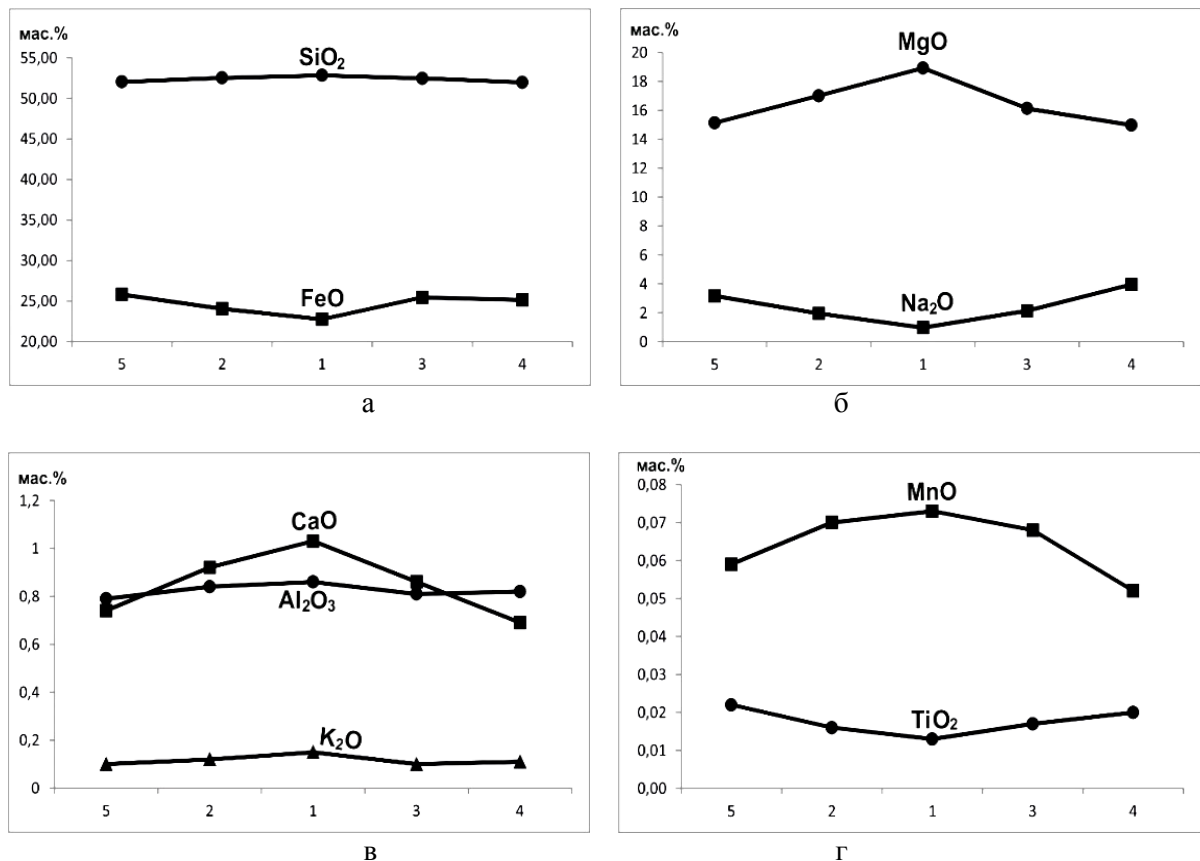 мас.%
55,00
50,00
45,00
40,00
35,00
30,00
25,00
20,00
SiO₂
FeO
5 2 1 3 4
а
мас.%
20
18
16
14
12
10
8
6
4
2
0
MgO
Na₂O
5 2 1 3 4
б
мас.%
1,2
1
0,8
0,6
0,4
0,2
0
CaO
Al₂O₃
K₂O
5 2 1 3 4
в
мас.%
0,08
0,07
0,06
0,05
0,04
0,03
0,02
0,01
0,00
MnO
TiO₂
5 2 1 3 4
г